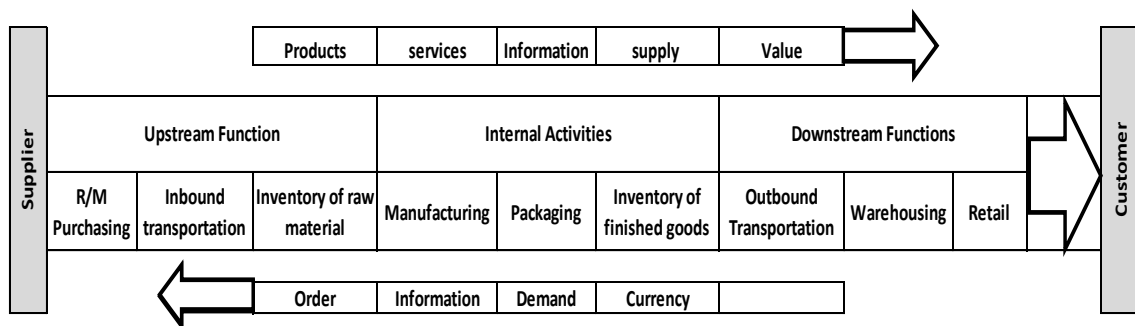 Products services Information supply Value
Supplier
Upstream Function Internal Activities Downstream Functions
R/M Purchasing
Inbound transportation
Inventory of raw material
Manufacturing
Packaging
Inventory of finished goods
Outbound Transportation
Warehousing
Retail
Customer
Order Information Demand Currency